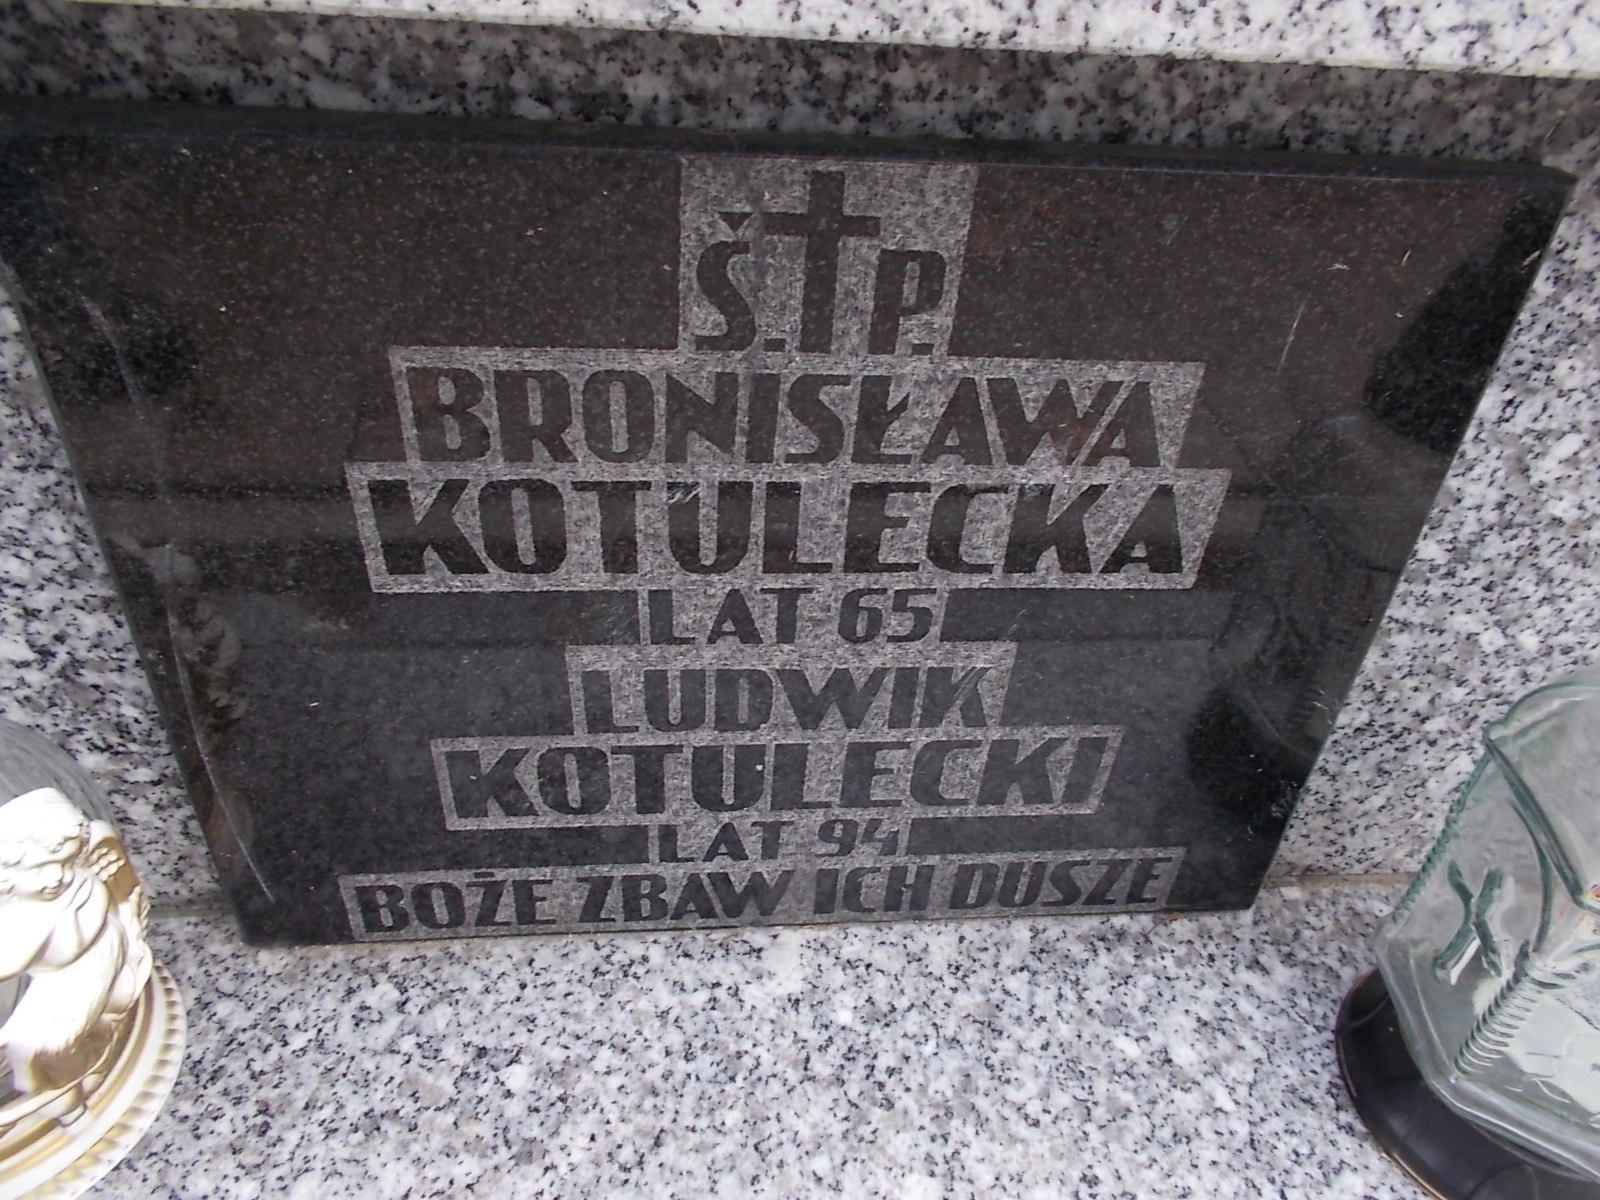 Ś.P.
BRONISŁAWA
KOTULECKA
LAT 65
LUDWIK
KOTULECKI
LAT 94
BOŻE ZBAW ICH DUSZE